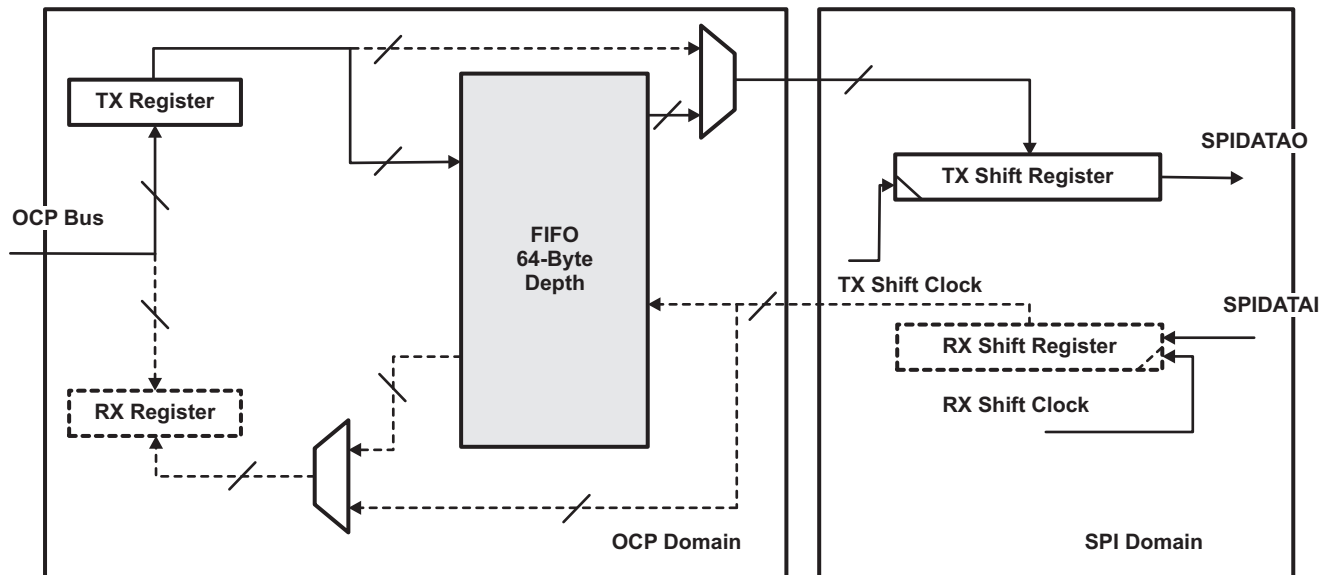 TX Register
OCP Bus
RX Register
FIFO
64-Byte
Depth
OCP Domain
SPIDATAO
TX Shift Register
TX Shift Clock
SPIDATAI
RX Shift Register
RX Shift Clock
SPI Domain